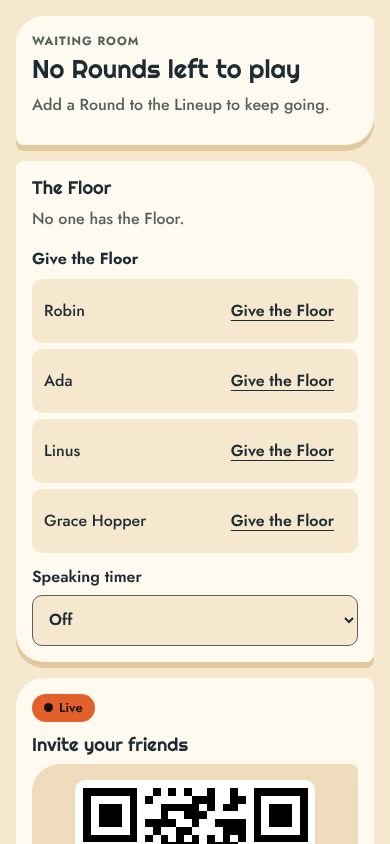 WAITING ROOM
No Rounds left to play
Add a Round to the Lineup to keep going.
The Floor
No one has the Floor.
Give the Floor
Robin Give the Floor
Ada Give the Floor
Linus Give the Floor
Grace Hopper Give the Floor
Speaking timer
Off
Live
Invite your friends